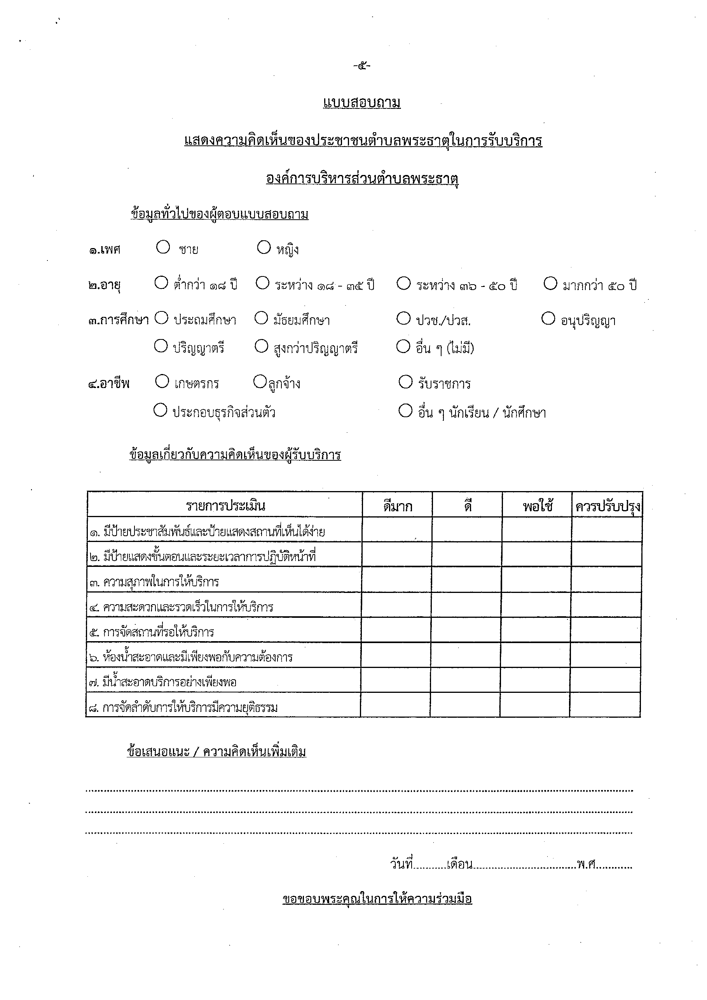 -๕-
แบบสอบถาม
แสดงความคิดเห็นของประชาชนตำบลพระธาตุในการรับบริการ
องค์การบริหารส่วนตำบลพระธาตุ
ข้อมูลทั่วไปของผู้ตอบแบบสอบถาม
๑.เพศ ชาย หญิง
๒.อายุ ต่ำกว่า ๑๘ ปี ระหว่าง ๑๘ - ๓๕ ปี ระหว่าง ๓๖ - ๕๐ ปี มากกว่า ๕๐ ปี
๓.การศึกษา ประถมศึกษา มัธยมศึกษา ปวช./ปวส. อนุปริญญา
ปริญญาตรี สูงกว่าปริญญาตรี อื่น ๆ (ไม่มี)
๔.อาชีพ เกษตรกร ลูกจ้าง รับราชการ
ประกอบธุรกิจส่วนตัว อื่น ๆ นักเรียน / นักศึกษา
ข้อมูลเกี่ยวกับความคิดเห็นของผู้รับบริการ
รายการประเมิน ดีมาก ดี พอใช้ ควรปรับปรุง
๑. มีป้ายประชาสัมพันธ์และป้ายแสดงสถานที่เห็นได้ง่าย
๒. มีป้ายแสดงขั้นตอนและระยะเวลาการปฏิบัติหน้าที่
๓. ความสุภาพในการให้บริการ
๔. ความสะดวกและรวดเร็วในการให้บริการ
๕. การจัดสถานที่รอให้บริการ
๖. ห้องน้ำสะอาดและมีเพียงพอกับความต้องการ
๗. มีน้ำสะอาดบริการอย่างเพียงพอ
๘. การจัดลำดับการให้บริการมีความยุติธรรม
ข้อเสนอแนะ / ความคิดเห็นเพิ่มเติม
วันที่...........เดือน..................................พ.ศ............
ขอขอบพระคุณในการให้ความร่วมมือ